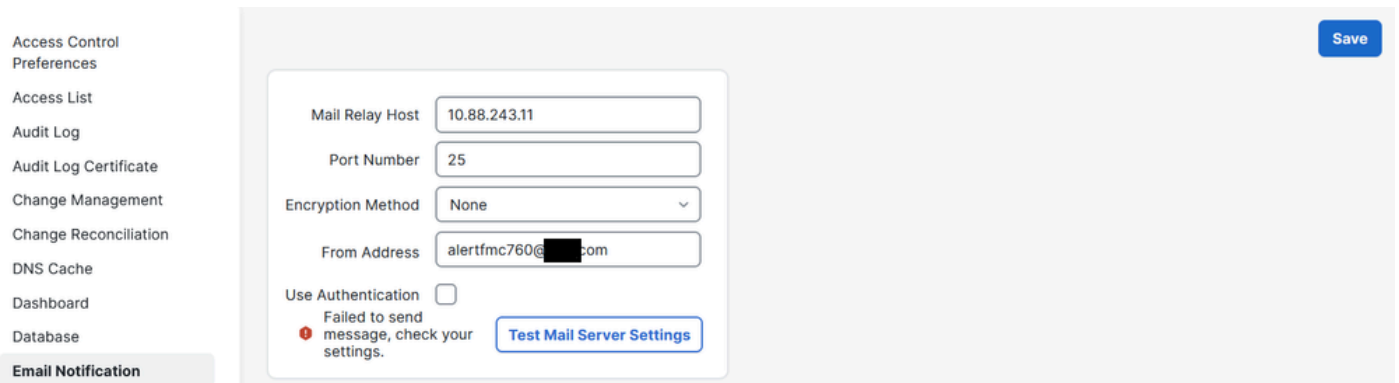 Access Control
Preferences
Access List
Audit Log
Audit Log Certificate
Change Management
Change Reconciliation
DNS Cache
Dashboard
Database
Email Notification
Save
Mail Relay Host
10.88.243.11
Port Number
25
Encryption Method
None
From Address
alertfmc760@ com
Use Authentication
Failed to send
message, check your
settings.
Test Mail Server Settings